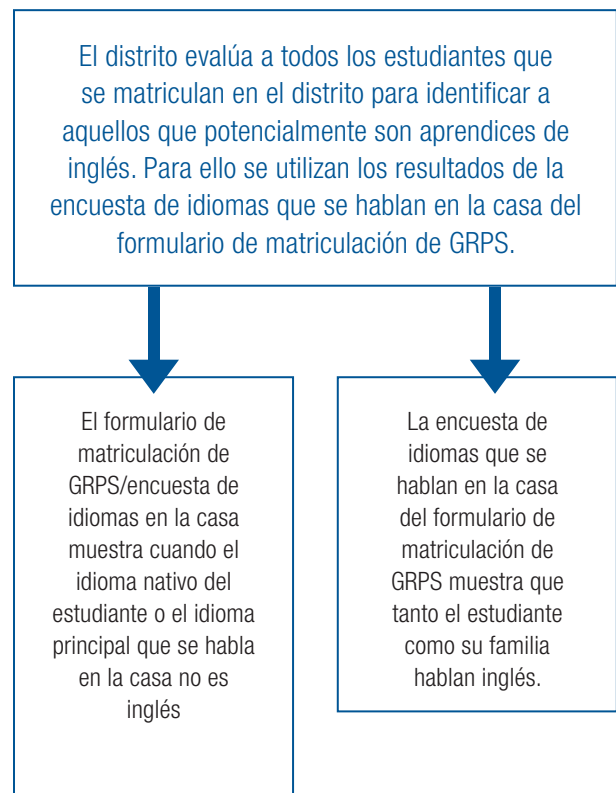 El distrito evalúa a todos los estudiantes que
se matriculan en el distrito para identificar a
aquellos que potencialmente son aprendices de
inglés. Para ello se utilizan los resultados de la
encuesta de idiomas que se hablan en la casa del
formulario de matriculación de GRPS.
El formulario de
matriculación de
GRPS/encuesta de
idiomas en la casa
muestra cuando el
idioma nativo del
estudiante o el idioma
principal que se habla
en la casa no es
inglés
La encuesta de
idiomas que se
hablan en la casa
del formulario de
matriculación de
GRPS muestra que
tanto el estudiante
como su familia
hablan inglés.